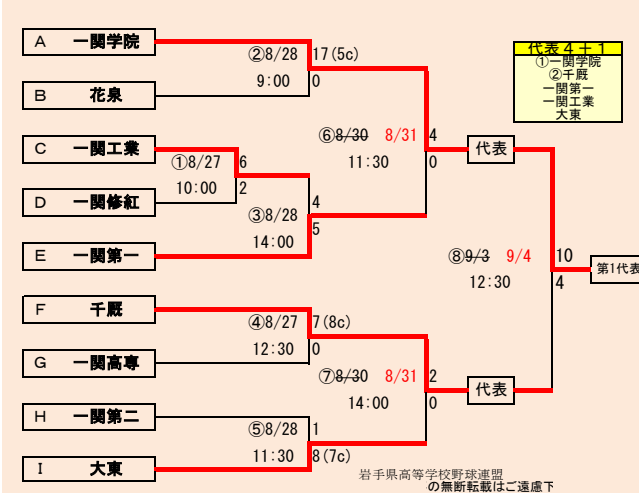 A 一関学院
②8/28 17(5c)
9:00 0
B 花泉
代表4+1
①一関学院
②千厩
一関第一
一関工業
大東
⑥8/30 8/31 4
11:30 0
代表
C 一関工業
①8/27 6
10:00 2
D 一関修紅
③8/28 4
14:00 5
E 一関第一
⑧9/3 9/4 10
12:30 4
第1代表
F 千厩
④8/27 7(8c)
12:30 0
G 一関高専
⑦8/30 8/31 2
14:00 0
代表
H 一関第二
⑤8/28 1
11:30 8(7c)
I 大東
岩手県高等学校野球連盟
の無断転載はご遠慮下